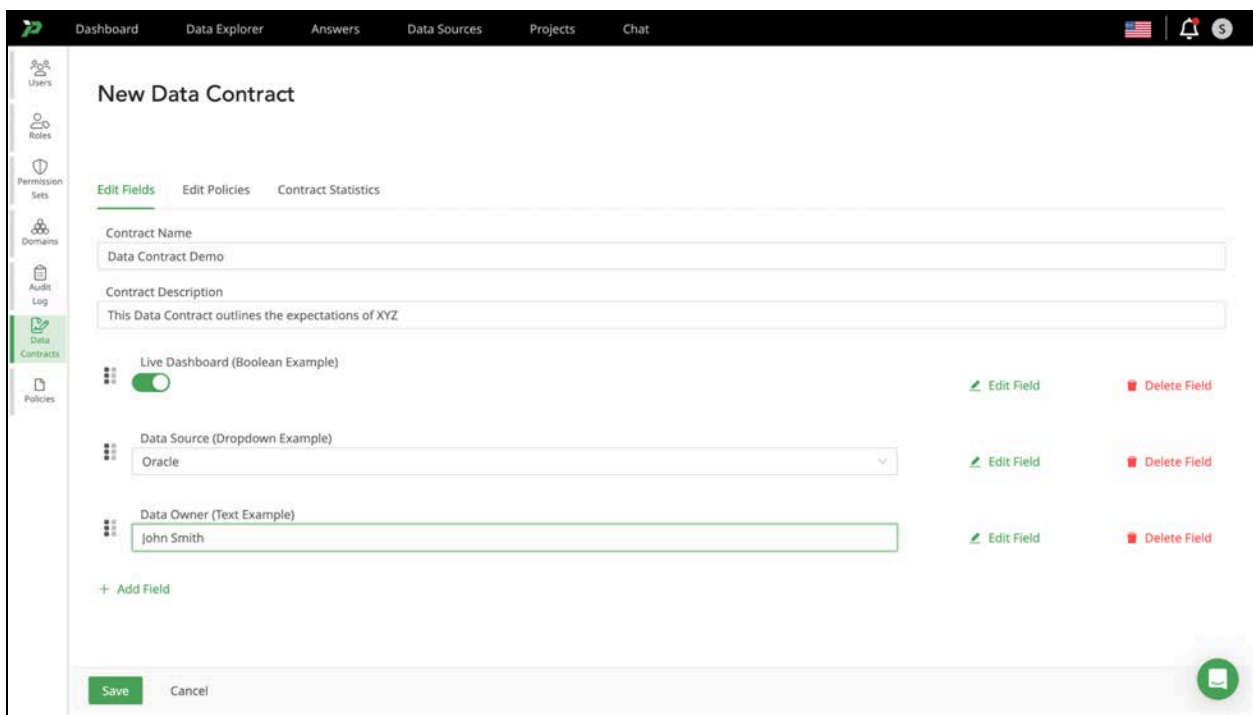 Dashboard Data Explorer Answers Data Sources Projects Chat S
Users
Roles
Permission
Sets
Domains
Audit
Log
Data
Contracts
Policies
New Data Contract
Edit Fields Edit Policies Contract Statistics
Contract Name
Data Contract Demo
Contract Description
This Data Contract outlines the expectations of XYZ
Live Dashboard (Boolean Example)
Edit Field Delete Field
Data Source (Dropdown Example)
Oracle Edit Field Delete Field
Data Owner (Text Example)
John Smith Edit Field Delete Field
+ Add Field
Save Cancel